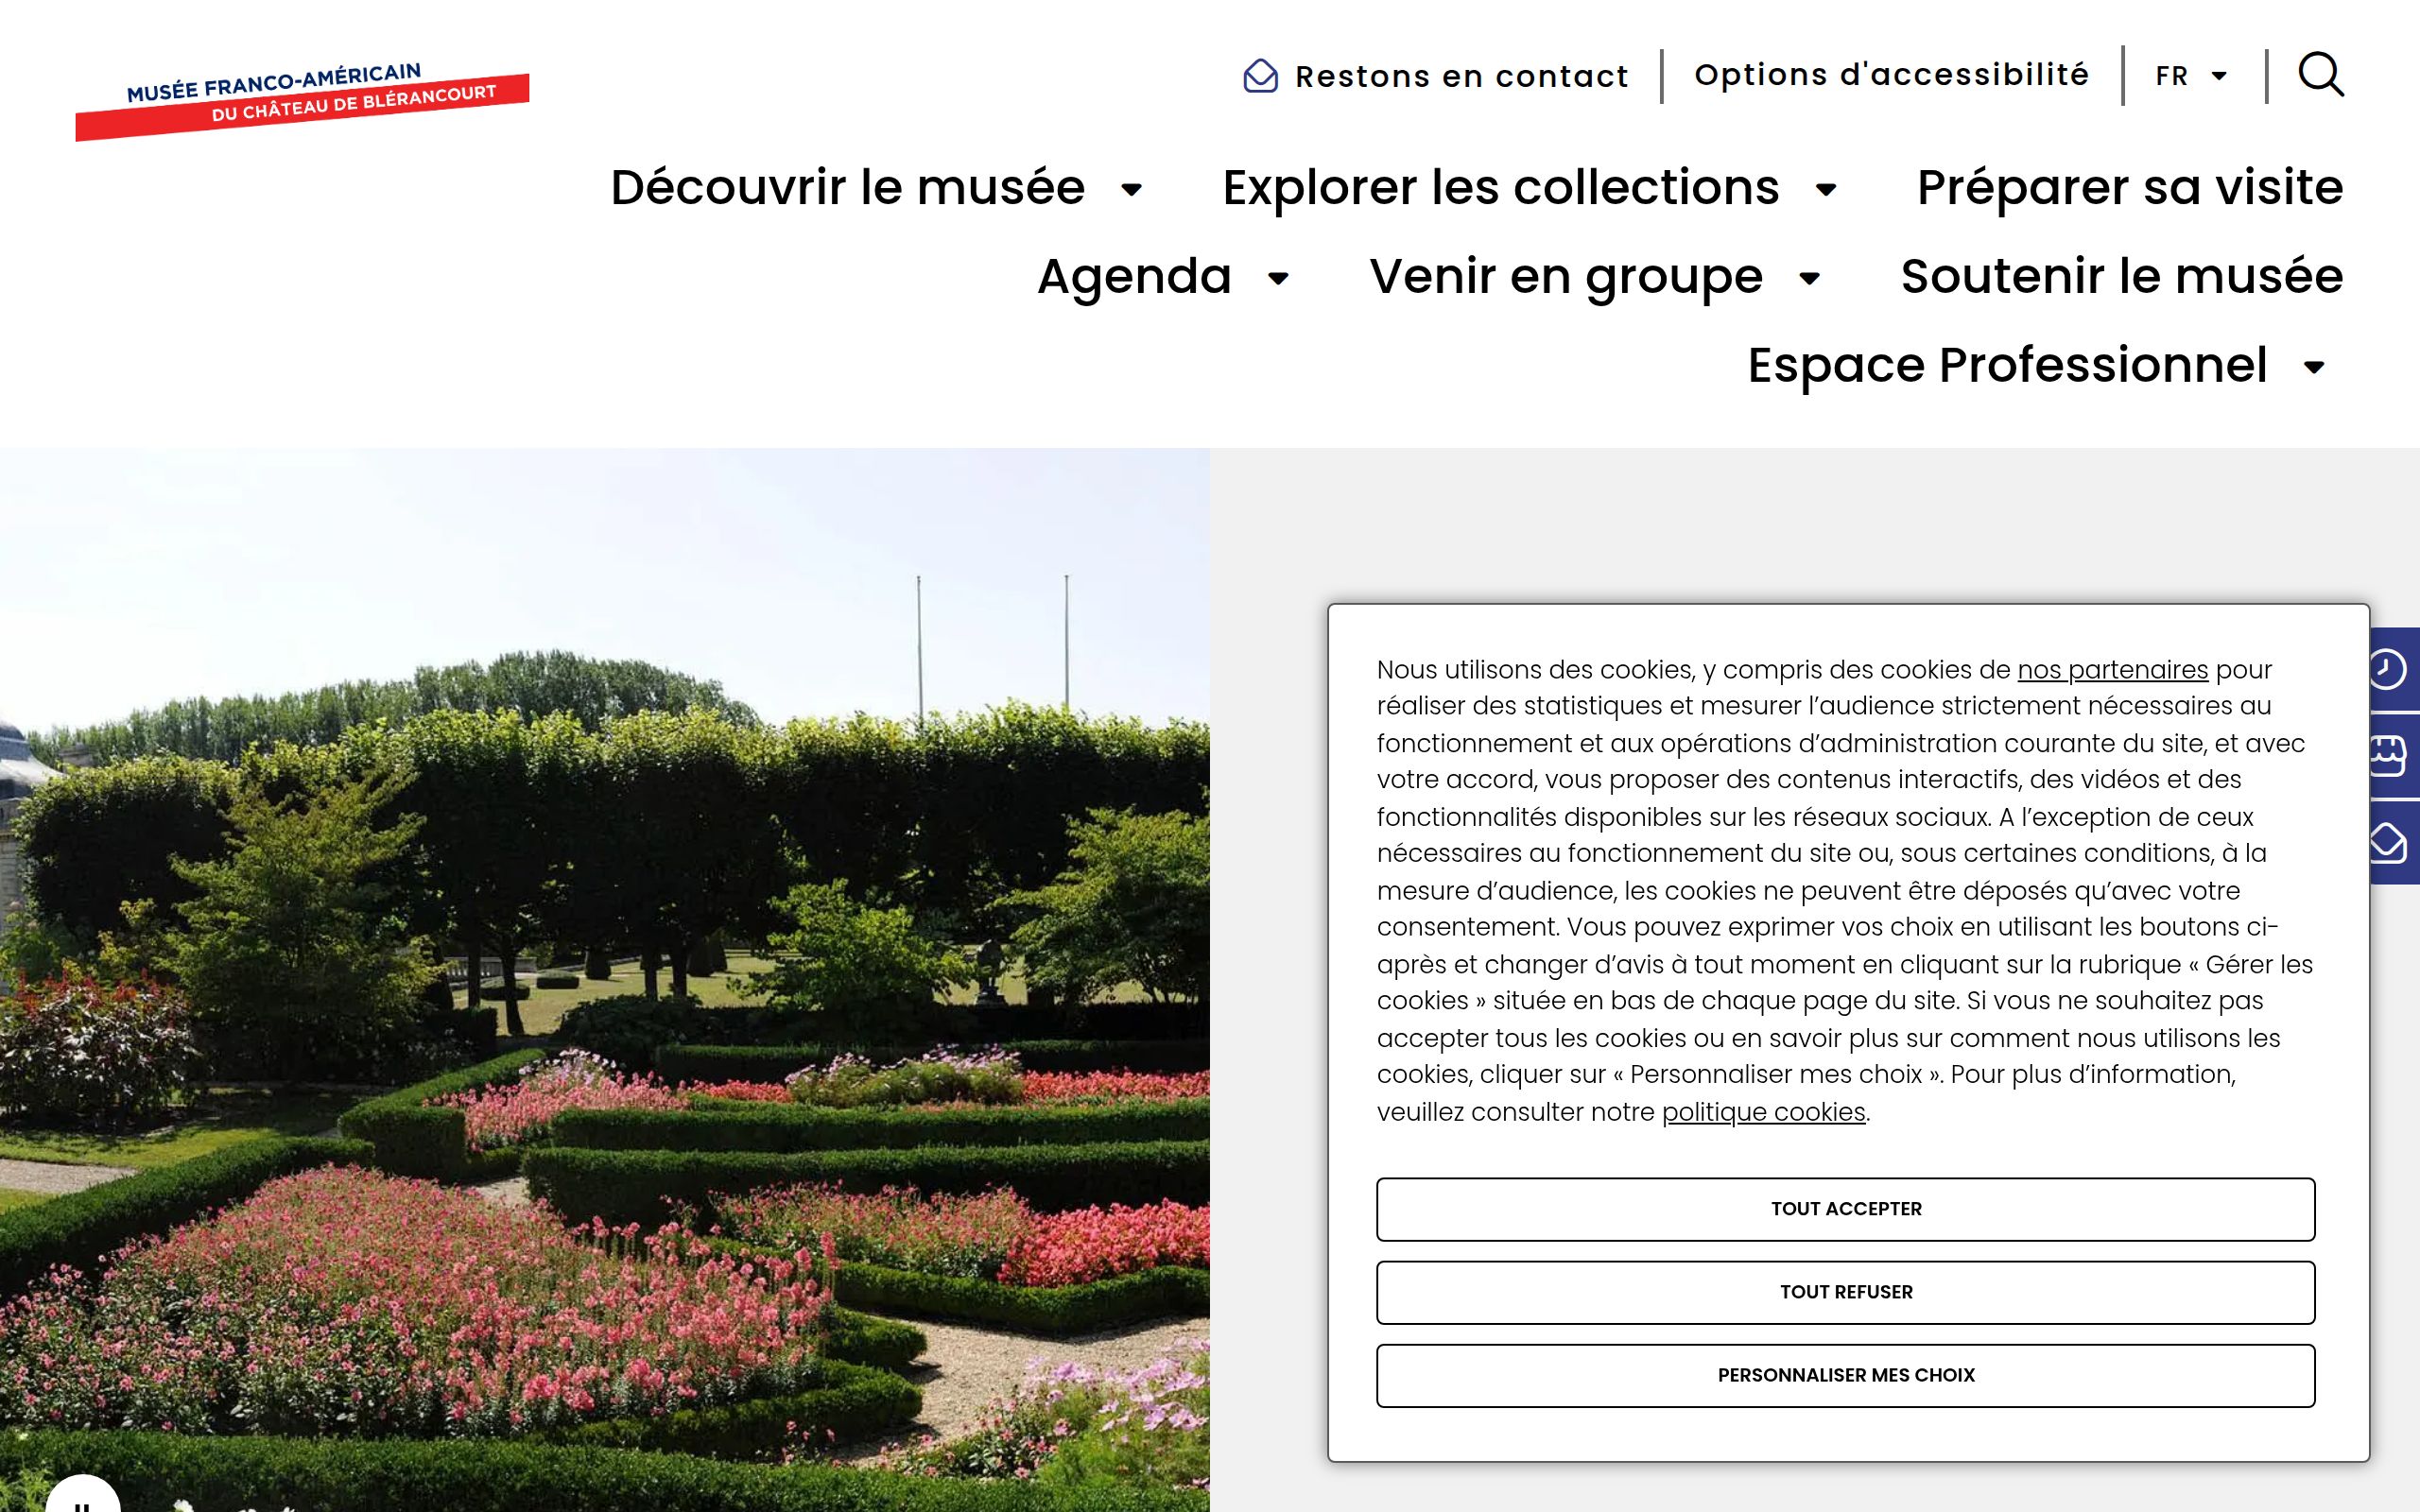 MUSÉE FRANCO-AMÉRICAIN
DU CHÂTEAU DE BLÉRANCOURT
Restons en contact
Options d'accessibilité
FR
Découvrir le musée
Explorer les collections
Préparer sa visite
Agenda
Venir en groupe
Soutenir le musée
Espace Professionnel
Nous utilisons des cookies, y compris des cookies de nos partenaires pour
réaliser des statistiques et mesurer l’audience strictement nécessaires au
fonctionnement et aux opérations d’administration courante du site, et avec
votre accord, vous proposer des contenus interactifs, des vidéos et des
fonctionnalités disponibles sur les réseaux sociaux. A l’exception de ceux
nécessaires au fonctionnement du site ou, sous certaines conditions, à la
mesure d’audience, les cookies ne peuvent être déposés qu’avec votre
consentement. Vous pouvez exprimer vos choix en utilisant les boutons ci-
après et changer d’avis à tout moment en cliquant sur la rubrique « Gérer les
cookies » située en bas de chaque page du site. Si vous ne souhaitez pas
accepter tous les cookies ou en savoir plus sur comment nous utilisons les
cookies, cliquer sur « Personnaliser mes choix ». Pour plus d’information,
veuillez consulter notre politique cookies.
TOUT ACCEPTER
TOUT REFUSER
PERSONNALISER MES CHOIX